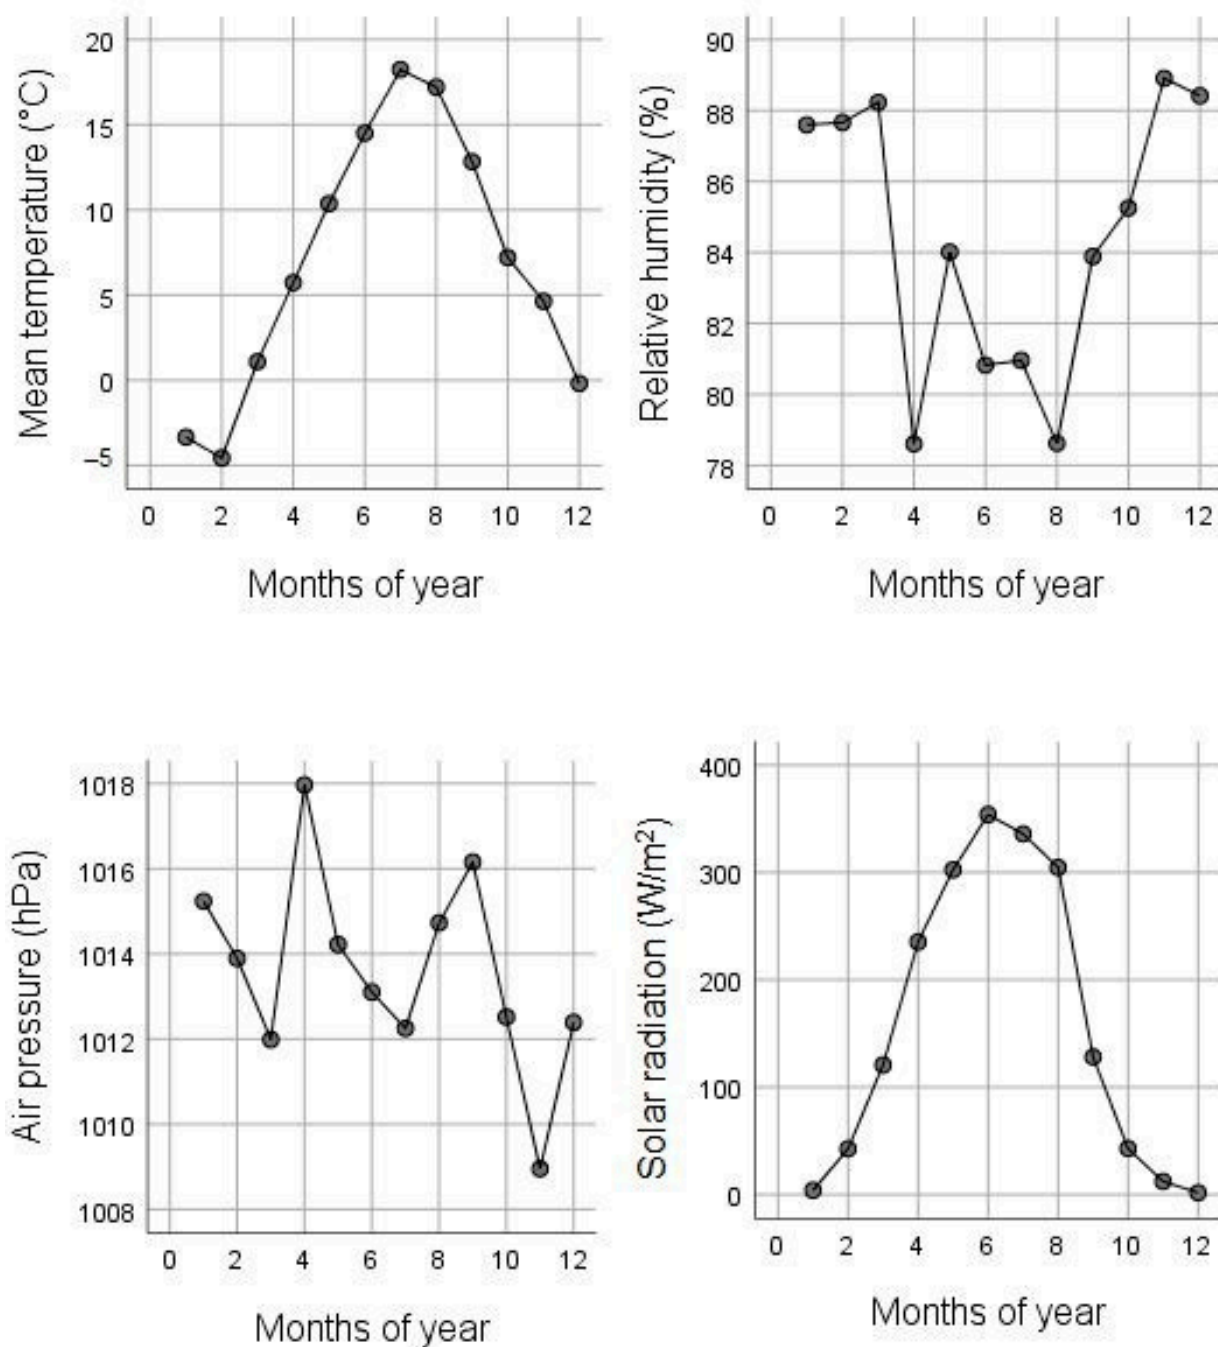 Mean temperature (°C)
20
15
10
5
0
–5
0 2 4 6 8 10 12
Months of year
Relative humidity (%)
90
88
86
84
82
80
78
0 2 4 6 8 10 12
Months of year
Air pressure (hPa)
1018
1016
1014
1012
1010
1008
0 2 4 6 8 10 12
Months of year
Solar radiation (W/m²)
400
300
200
100
0
0 2 4 6 8 10 12
Months of year